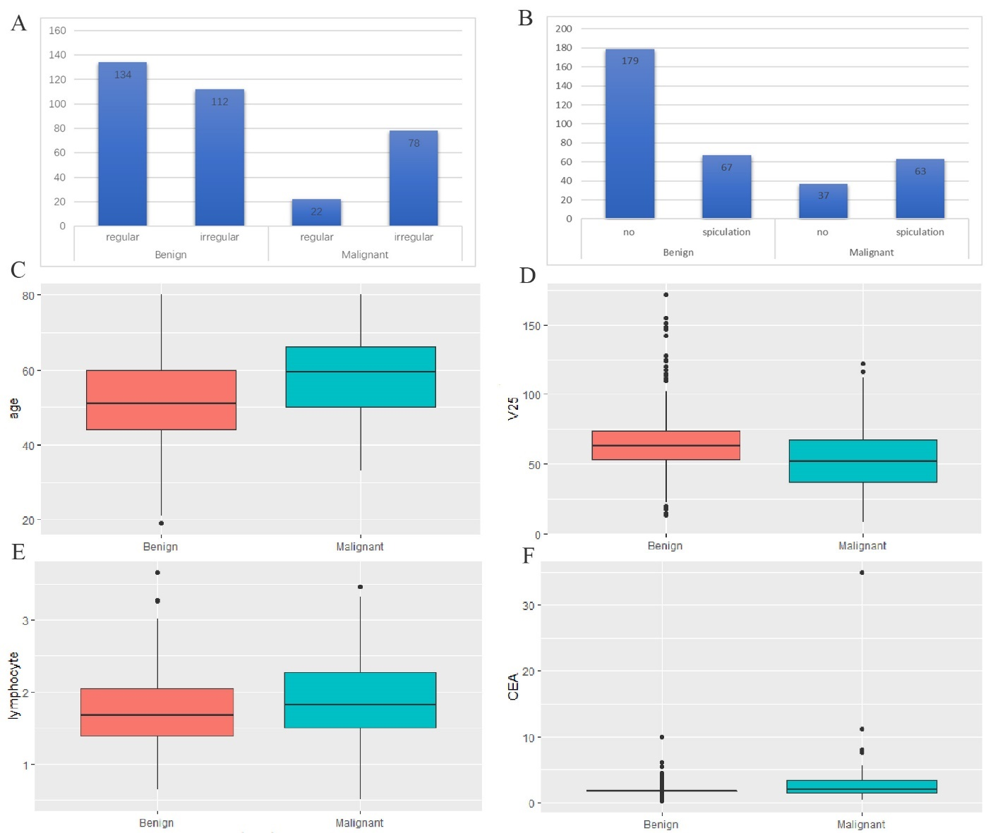 A
160
140
120
100
80
60
40
20
0
134
112
22
78
regular
irregular
regular
irregular
Benign
Malignant
B
200
180
160
140
120
100
80
60
40
20
0
179
67
37
63
no
spiculation
no
spiculation
Benign
Malignant
C
80
60
40
20
age
Benign
Malignant
D
150
100
50
0
V25
Benign
Malignant
E
3
2
1
lymphocyte
Benign
Malignant
F
30
20
10
0
CEA
Benign
Malignant